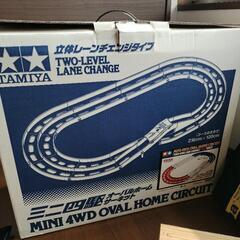 立体レーンチェンジタイプ
TWO-LEVEL
LANE CHANGE
TAMIYA
ミニ四駆 オーバルホーム
サーキット
MINI 4WD OVAL HOME CIRCUIT